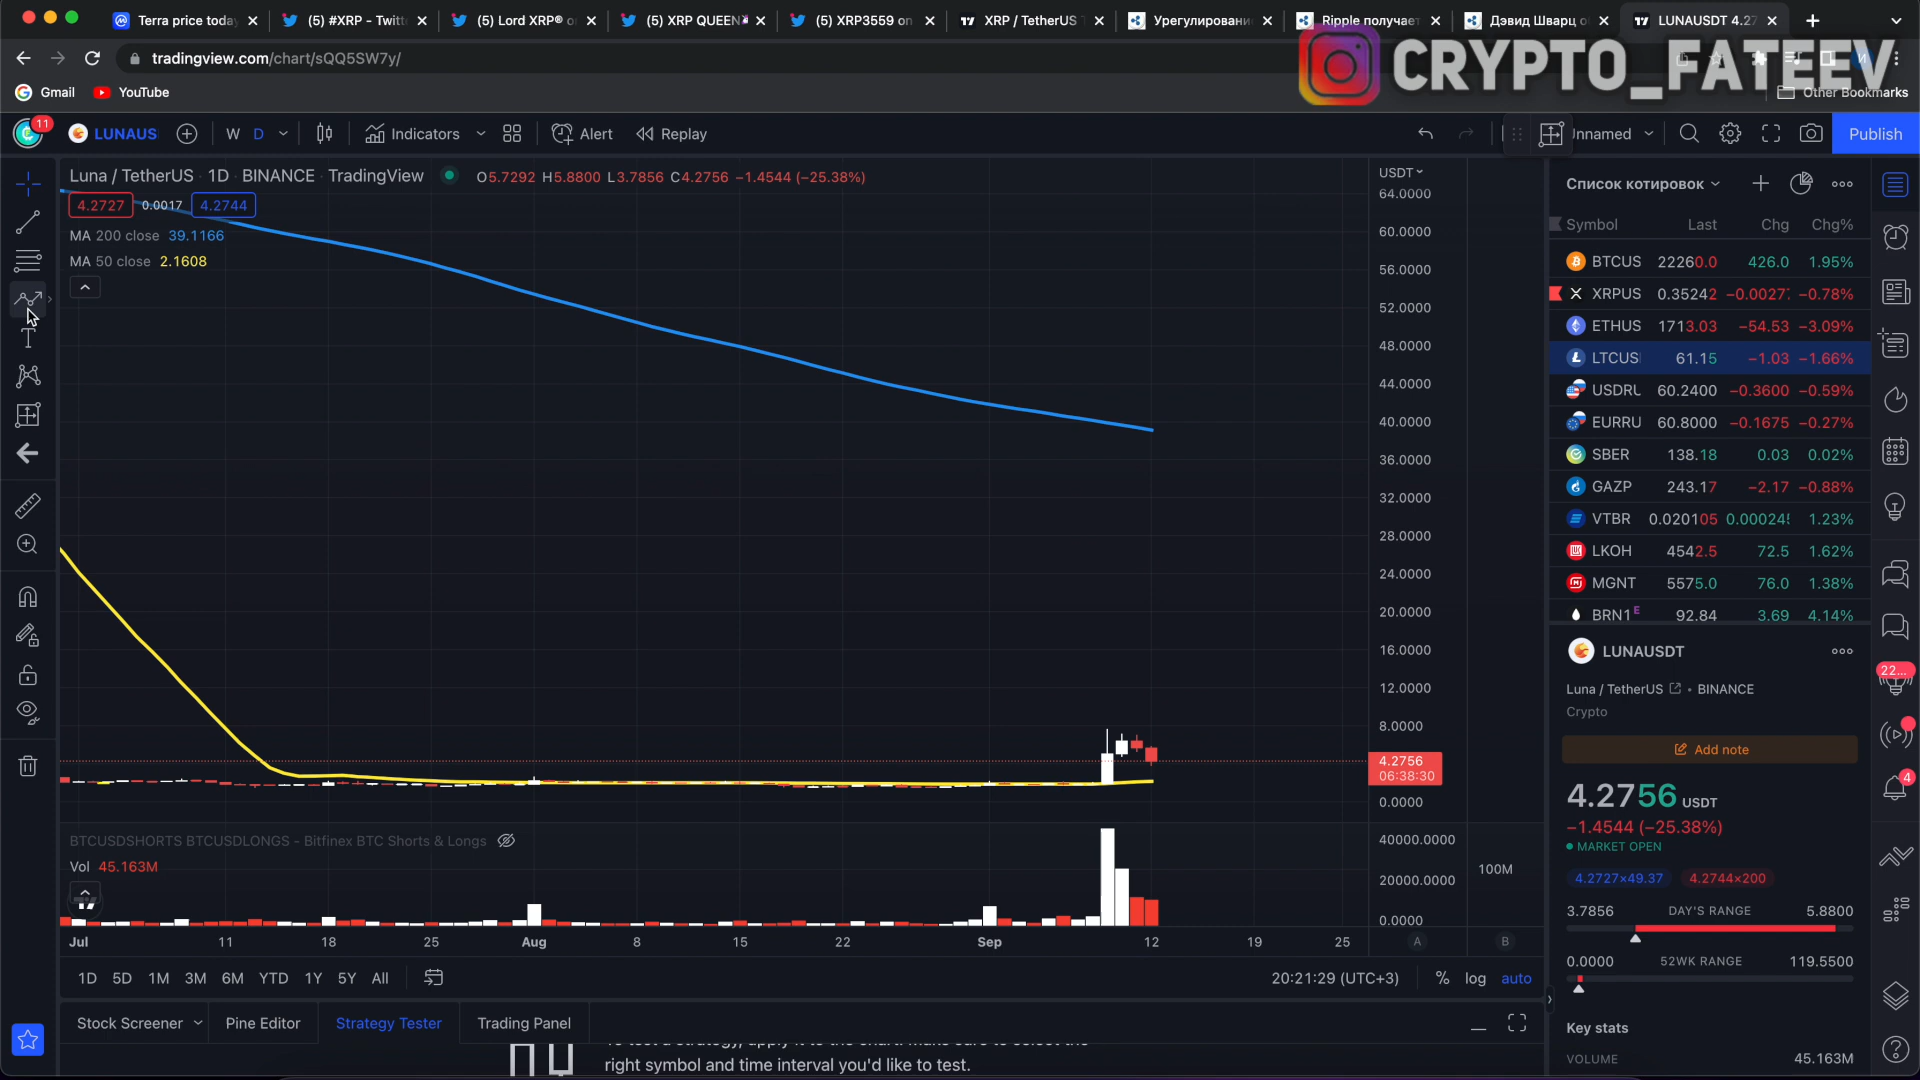 Terra price today
(5) #XRP - Twitt
(5) Lord XRP® o
(5) XRP QUEEN
(5) XRP3559 on
XRP / TetherUS
Урегулировани
Ripple получает
Дэвид Шварц о
LUNAUSDT 4.27
tradingview.com/chart/sQQ5SW7y/
CRYPTO_FATEEV
Gmail
YouTube
Other Bookmarks
11
LUNAUS
W
D
Indicators
Alert
Replay
Unnamed
Publish
Luna / TetherUS 1D BINANCE TradingView
O5.7292 H5.8800 L3.7856 C4.2756 −1.4544 (−25.38%)
4.2727 0.0017 4.2744
MA 200 close 39.1166
MA 50 close 2.1608
USDT
64.0000
60.0000
56.0000
52.0000
48.0000
44.0000
40.0000
36.0000
32.0000
28.0000
24.0000
20.0000
16.0000
12.0000
8.0000
4.2756
06:38:30
0.0000
BTCUSDSHORTS BTCUSDLONGS - Bitfinex BTC Shorts & Longs
Vol 45.163M
40000.0000
20000.0000
0.0000
100M
Jul 11 18 25 Aug 8 15 22 Sep 12 19 25
A
B
1D 5D 1M 3M 6M YTD 1Y 5Y All
20:21:29 (UTC+3)
% log auto
Stock Screener
Pine Editor
Strategy Tester
Trading Panel
right symbol and time interval you'd like to test.
Список котировок
Symbol Last Chg Chg%
BTCUS 22260.0 426.0 1.95%
XRPUS 0.35242 −0.0027 −0.78%
ETHUS 1713.03 −54.53 −3.09%
LTCUS 61.15 −1.03 −1.66%
USDRU 60.2400 −0.3600 −0.59%
EURRU 60.8000 −0.1675 −0.27%
SBER 138.18 0.03 0.02%
GAZP 243.17 −2.17 −0.88%
VTBR 0.020105 0.000245 1.23%
LKOH 4542.5 72.5 1.62%
MGNT 5575.0 76.0 1.38%
BRN1 E 92.84 3.69 4.14%
LUNAUSDT
Luna / TetherUS • BINANCE
Crypto
Add note
4.2756 USDT
−1.4544 (−25.38%)
MARKET OPEN
4.2727×49.37
4.2744×200
3.7856 DAY'S RANGE 5.8800
0.0000 52WK RANGE 119.5500
Key stats
VOLUME 45.163M
22...
4